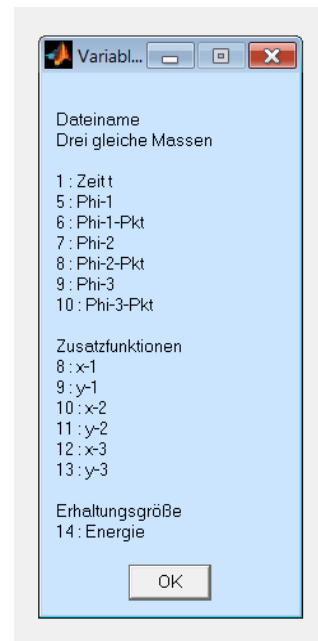 Variabl...
Dateiname
Drei gleiche Massen
1 : Zeit t
5 : Phi-1
6 : Phi-1-Pkt
7 : Phi-2
8 : Phi-2-Pkt
9 : Phi-3
10 : Phi-3-Pkt
Zusatzfunktionen
8 : x-1
9 : y-1
10 : x-2
11 : y-2
12 : x-3
13 : y-3
Erhaltungsgröße
14 : Energie
OK